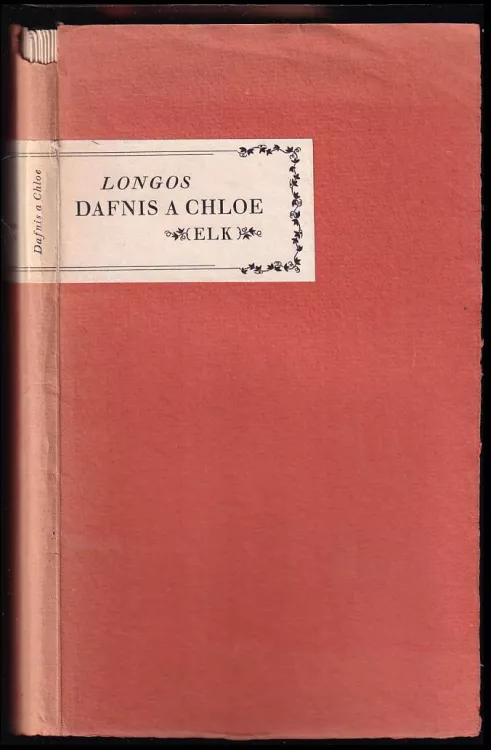 LONGOS
DAFNIS A CHLOE
(ELK)
Dafnis a Chloe